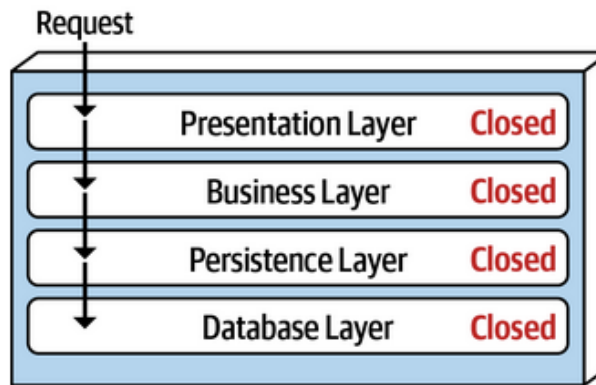 Request
Presentation Layer Closed
Business Layer Closed
Persistence Layer Closed
Database Layer Closed